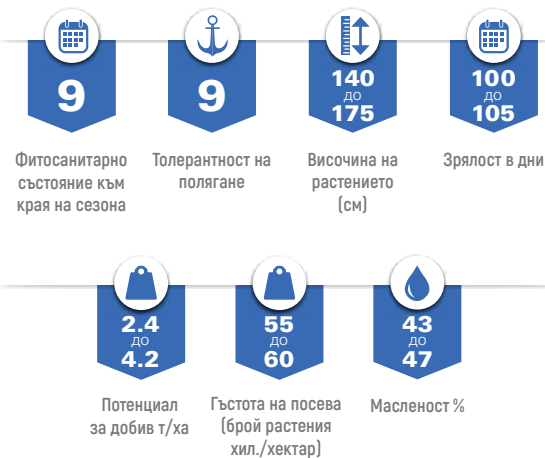 9
Фитосанитарно
състояние към
края на сезона
9
Толерантност на
полягане
140
ДО
175
Височина на
растението
(см)
100
ДО
105
Зрялост в дни
2.4
ДО
4.2
Потенциал
за добив т/ха
55
ДО
60
Гъстота на посева
(брой растения
хил./хектар)
43
ДО
47
Масленост %